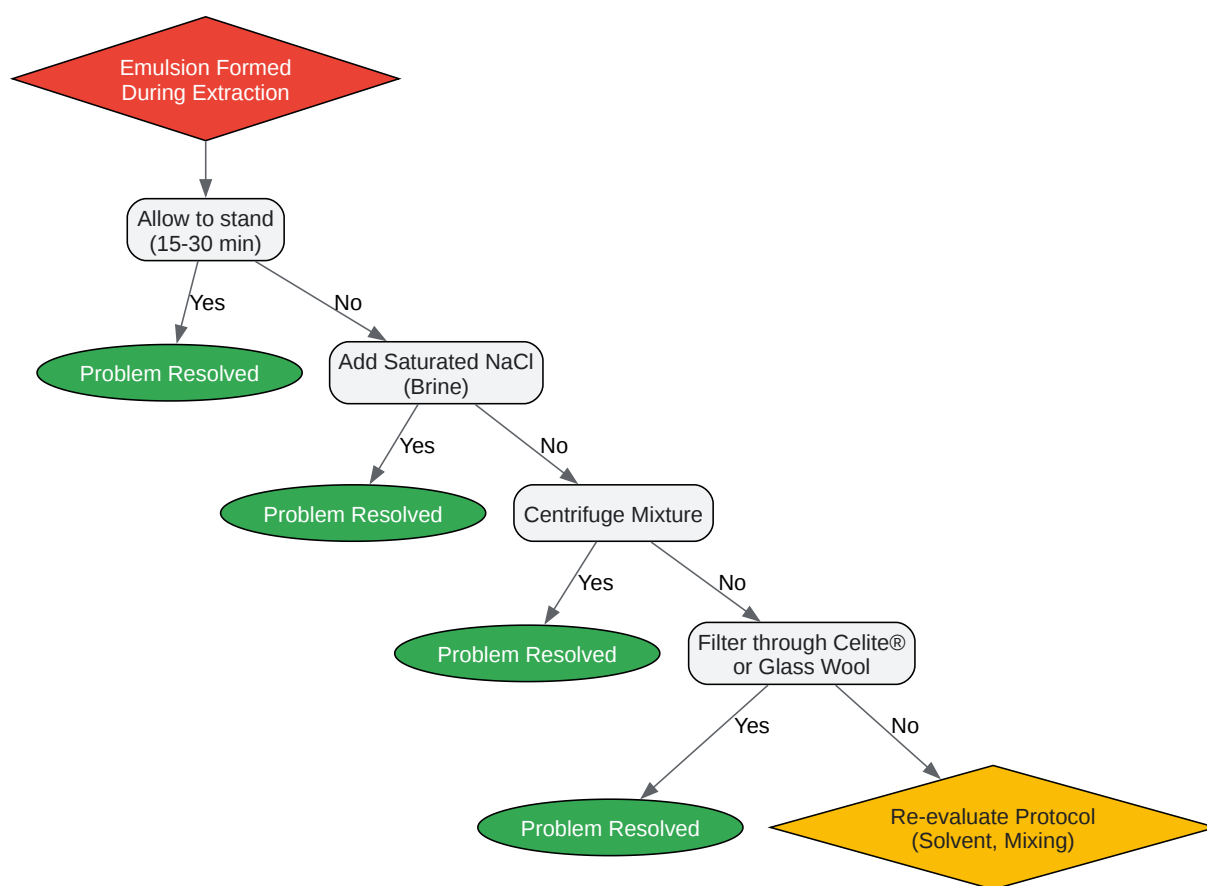 Emulsion Formed
During Extraction
Allow to stand
(15-30 min)
Yes
No
Problem Resolved
Add Saturated NaCl
(Brine)
Yes
No
Problem Resolved
Centrifuge Mixture
Yes
No
Problem Resolved
Filter through Celite®
or Glass Wool
Yes
No
Problem Resolved
Re-evaluate Protocol
(Solvent, Mixing)